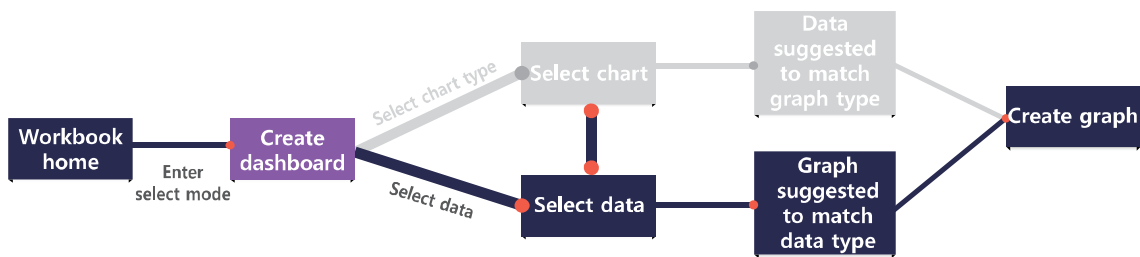 Workbook
home
Enter
select mode
Create
dashboard
Select chart type
Select data
Select chart
Select data
Data
suggested
to match
graph type
Graph
suggested
to match
data type
Create graph